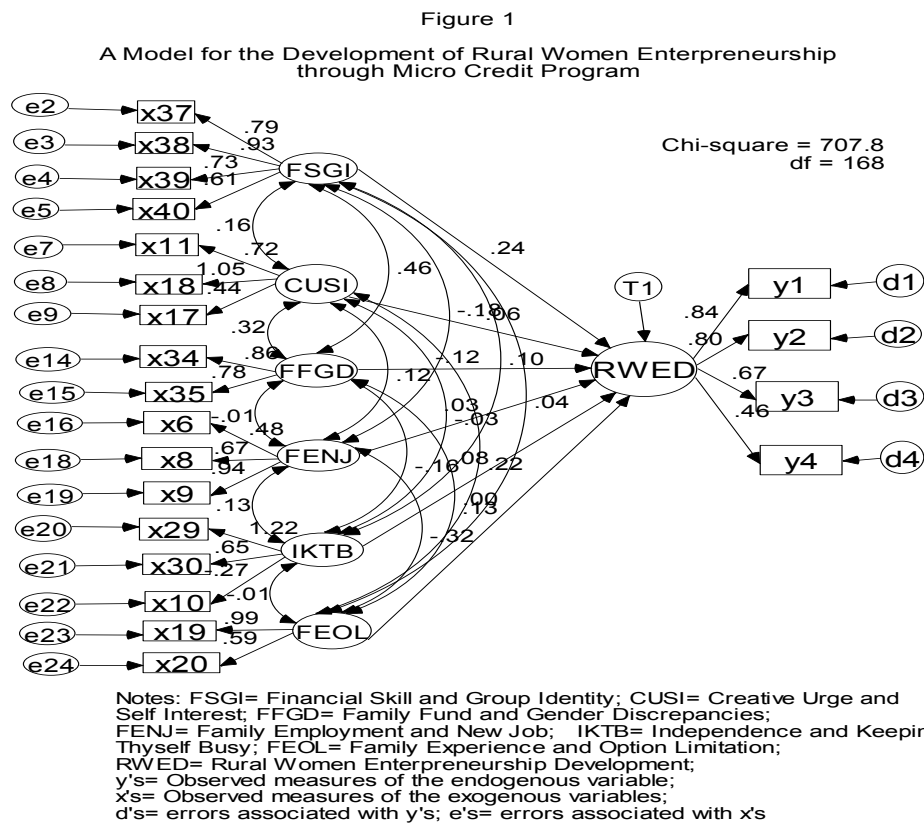 Figure 1
A Model for the Development of Rural Women Enterpreneurship
through Micro Credit Program
Chi-square = 707.8
df = 168
e2
x37
.79
e3
x38
.93
e4
x39
.73
e5
x40
.61
FSGI
.16
e7
x11
.72
e8
x18
1.05
e9
x17
.44
CUSI
.32
.46
.24
-.18
.06
e14
x34
.86
e15
x35
.78
FFGD
.12
-.12
.10
e16
x6
-.01
.48
e18
x8
.67
e19
x9
.94
FENJ
.03
-.03
.04
.13
-.16
.08
.22
e20
x29
1.22
e21
x30
.65
e22
x10
-.27
IKTB
.00
.13
-.32
-.01
e23
x19
.99
e24
x20
.59
FEOL
T1
RWED
.84
y1
d1
.80
y2
d2
.67
y3
d3
.46
y4
d4
Notes: FSGI= Financial Skill and Group Identity; CUSI= Creative Urge and
Self Interest; FFGD= Family Fund and Gender Discrepancies;
FENJ= Family Employment and New Job; IKTB= Independence and Keepin
Thyself Busy; FEOL= Family Experience and Option Limitation;
RWED= Rural Women Enterpreneurship Development;
y's= Observed measures of the endogenous variable;
x's= Observed measures of the exogenous variables;
d's= errors associated with y's; e's= errors associated with x's